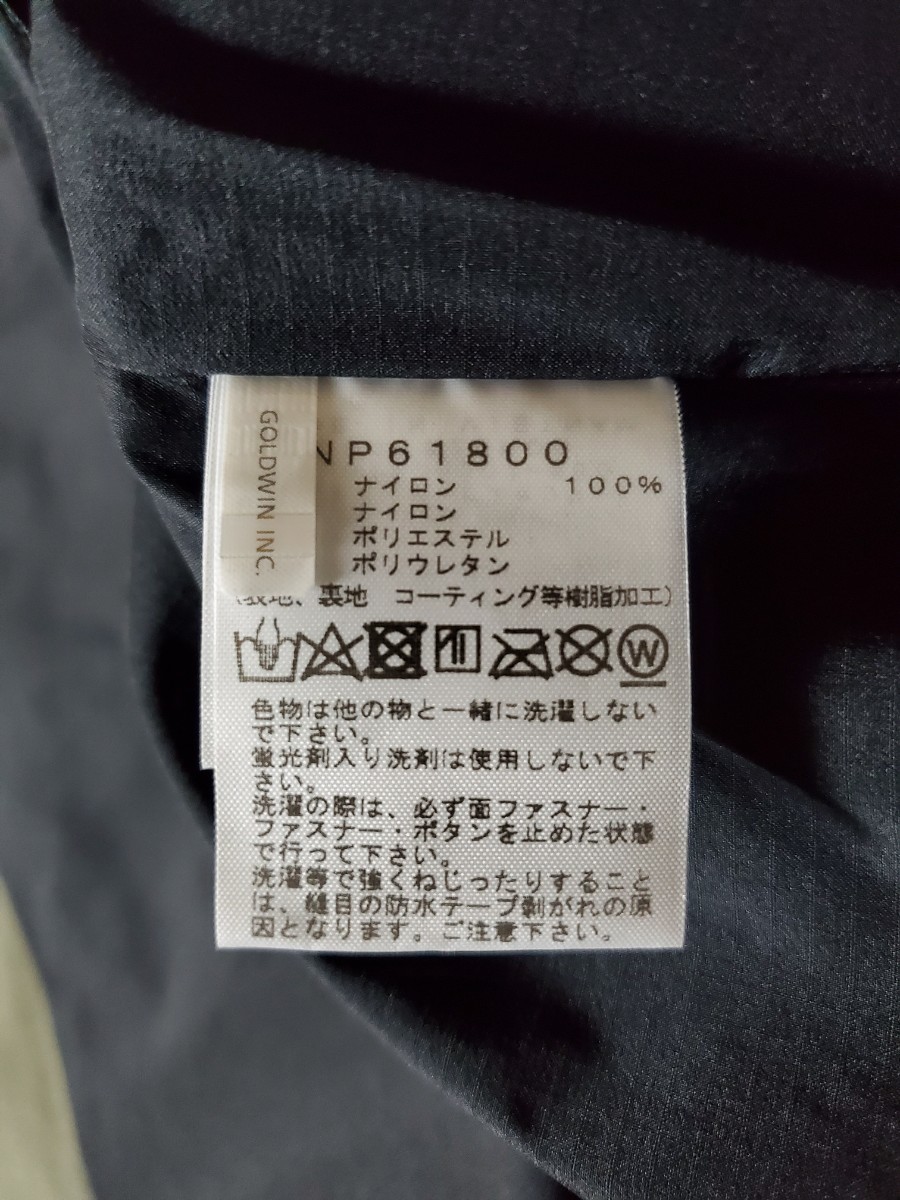 GOLDWIN INC.
NP61800
ナイロン 100%
ナイロン
ポリエステル
ポリウレタン
(表地、裏地 コーティング等樹脂加工)
W
色物は他の物と一緒に洗濯しない
で下さい。
蛍光剤入り洗剤は使用しないで下
さい。
洗濯の際は、必ず面ファスナー・
ファスナー・ボタンを止めた状態
で行って下さい。
洗濯等で強くねじったりすること
は、縫目の防水テープ剥がれの原
因となります。ご注意下さい。